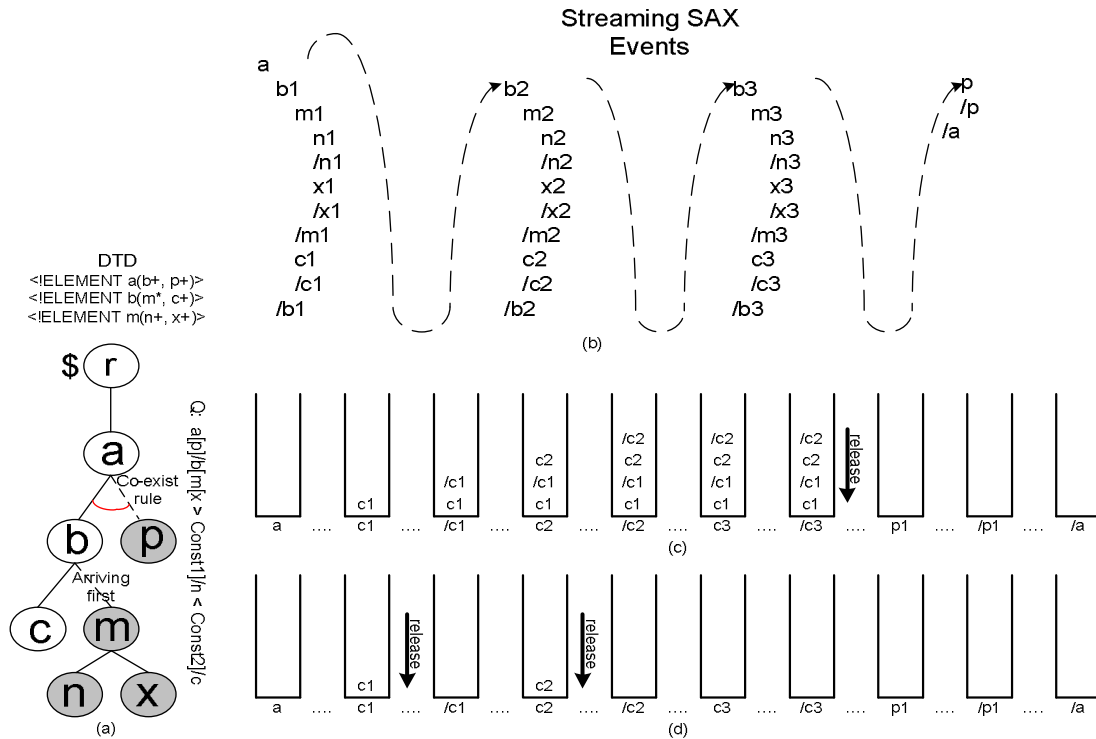 Streaming SAX
Events
a
b1
m1
n1
/n1
x1
/x1
/m1
c1
/c1
/b1
b2
m2
n2
/n2
x2
/x2
/m2
c2
/c2
/b2
b3
m3
n3
/n3
x3
/x3
/m3
c3
/c3
/b3
p
/p
/a
(b)
DTD
<!ELEMENT a(b+, p+)>
<!ELEMENT b(m*, c+)>
<!ELEMENT m(n+, x+)>
$ r
a
Co-exist
rule
b p
Arriving
first
c m
n x
(a)
Q: a[p]/b[m[x > Const1]/n < Const2]/c
/c2 /c2 /c2
c2 c2 c2 c2
/c1 /c1 /c1 /c1 /c1
c1 c1 c1 c1 c1 c1
release
a .... c1 .... /c1 .... c2 .... /c2 .... c3 .... /c3 .... p1 .... /p1 .... /a
(c)
release
release
c1 c2
a .... c1 .... /c1 .... c2 .... /c2 .... c3 .... /c3 .... p1 .... /p1 .... /a
(d)